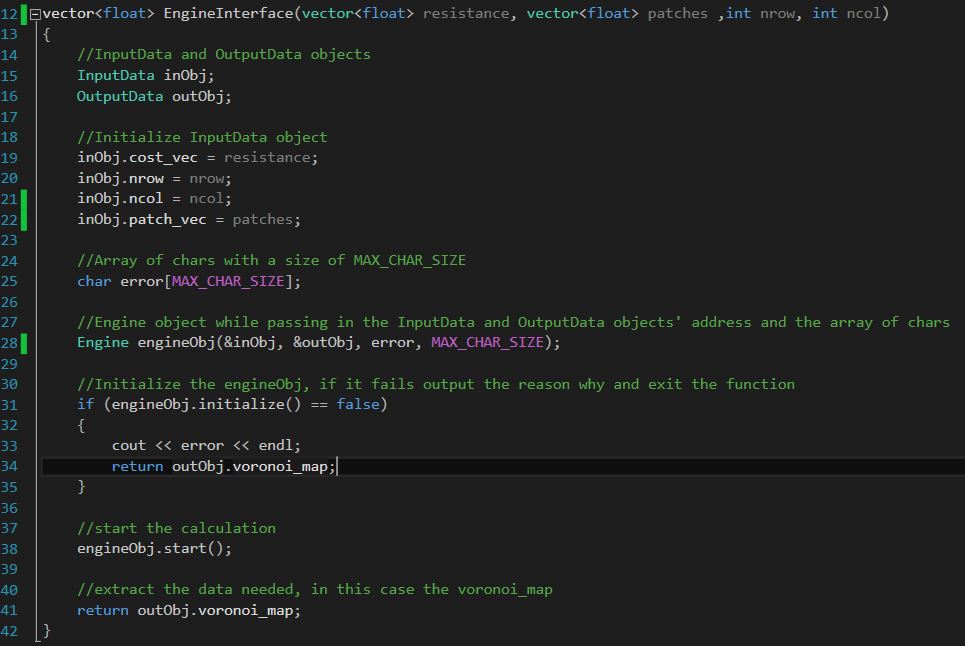 12 vector<float> EngineInterface(vector<float> resistance, vector<float> patches ,int nrow, int ncol)
13 {
14 //InputData and OutputData objects
15 InputData inObj;
16 OutputData outObj;
17
18 //Initialize InputData object
19 inObj.cost_vec = resistance;
20 inObj.nrow = nrow;
21 inObj.ncol = ncol;
22 inObj.patch_vec = patches;
23
24 //Array of chars with a size of MAX_CHAR_SIZE
25 char error[MAX_CHAR_SIZE];
26
27 //Engine object while passing in the InputData and OutputData objects' address and the array of chars
28 Engine engineObj(&inObj, &outObj, error, MAX_CHAR_SIZE);
29
30 //Initialize the engineObj, if it fails output the reason why and exit the function
31 if (engineObj.initialize() == false)
32 {
33 cout << error << endl;
34 return outObj.voronoi_map;
35 }
36
37 //start the calculation
38 engineObj.start();
39
40 //extract the data needed, in this case the voronoi_map
41 return outObj.voronoi_map;
42 }